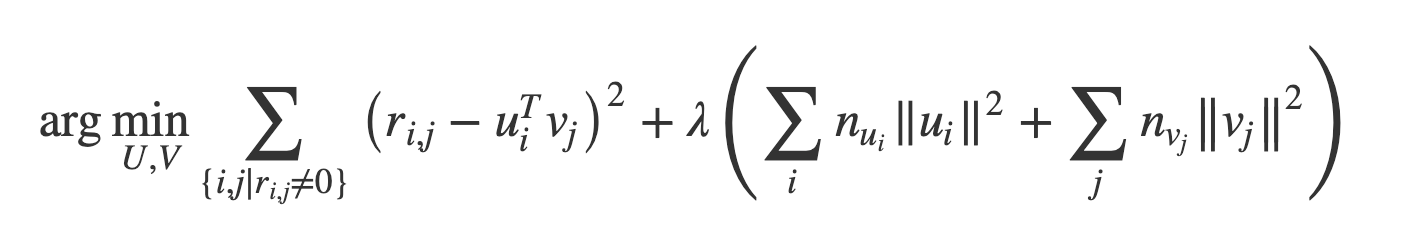 arg min_{U,V} ∑_{\{i,j|r_{i,j}≠0\}} (r_{i,j} − u_i^T v_j)^2 + λ(∑_i n_{u_i} ‖u_i‖^2 + ∑_j n_{v_j} ‖v_j‖^2)